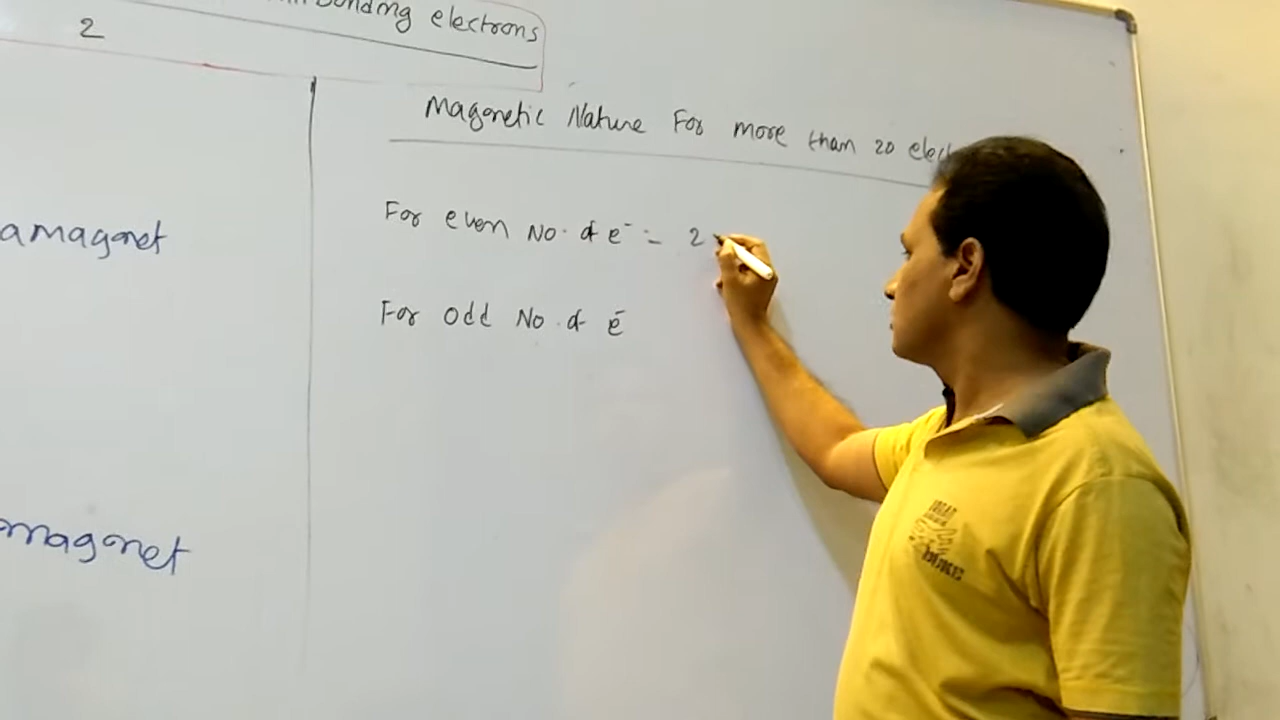 bonding electrons
2
Magnetic Nature For more than 20 elec
amagnet
For even No. of e⁻ = 2
For odd No. of e⁻
magnet